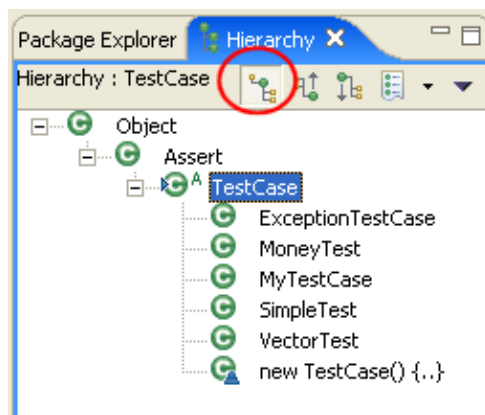 Package Explorer Hierarchy
Hierarchy : TestCase
Object
Assert
A TestCase
ExceptionTestCase
MoneyTest
MyTestCase
SimpleTest
VectorTest
new TestCase() {..}